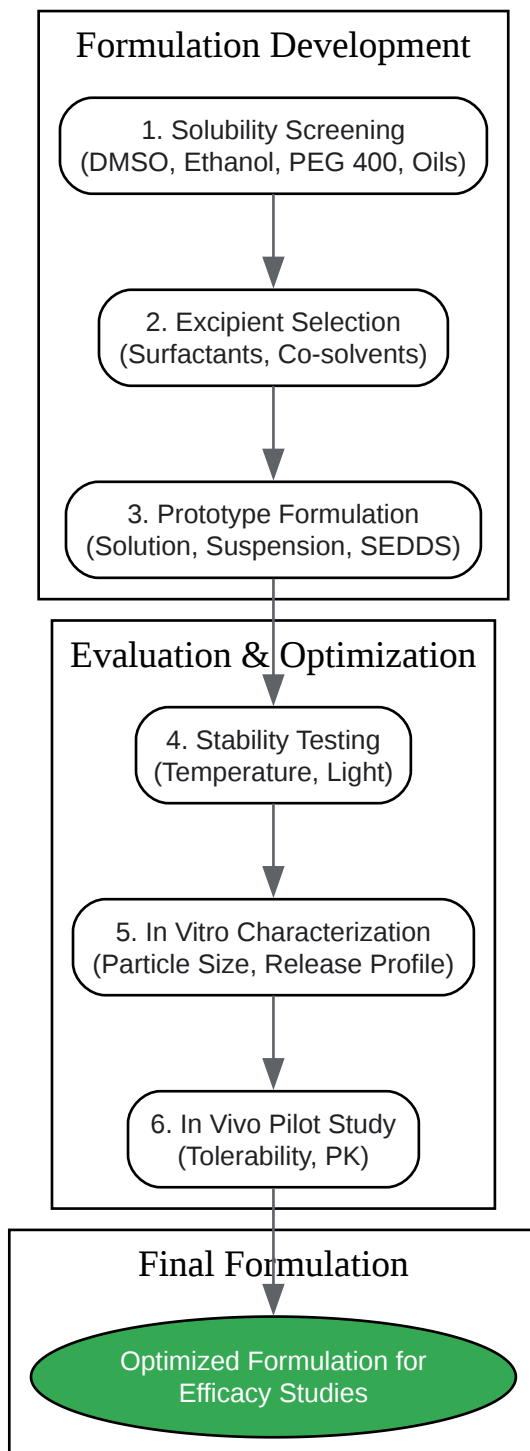 Formulation Development
1. Solubility Screening
(DMSO, Ethanol, PEG 400, Oils)
2. Excipient Selection
(Surfactants, Co-solvents)
3. Prototype Formulation
(Solution, Suspension, SEDDS)
Evaluation & Optimization
4. Stability Testing
(Temperature, Light)
5. In Vitro Characterization
(Particle Size, Release Profile)
6. In Vivo Pilot Study
(Tolerability, PK)
Final Formulation
Optimized Formulation for
Efficacy Studies